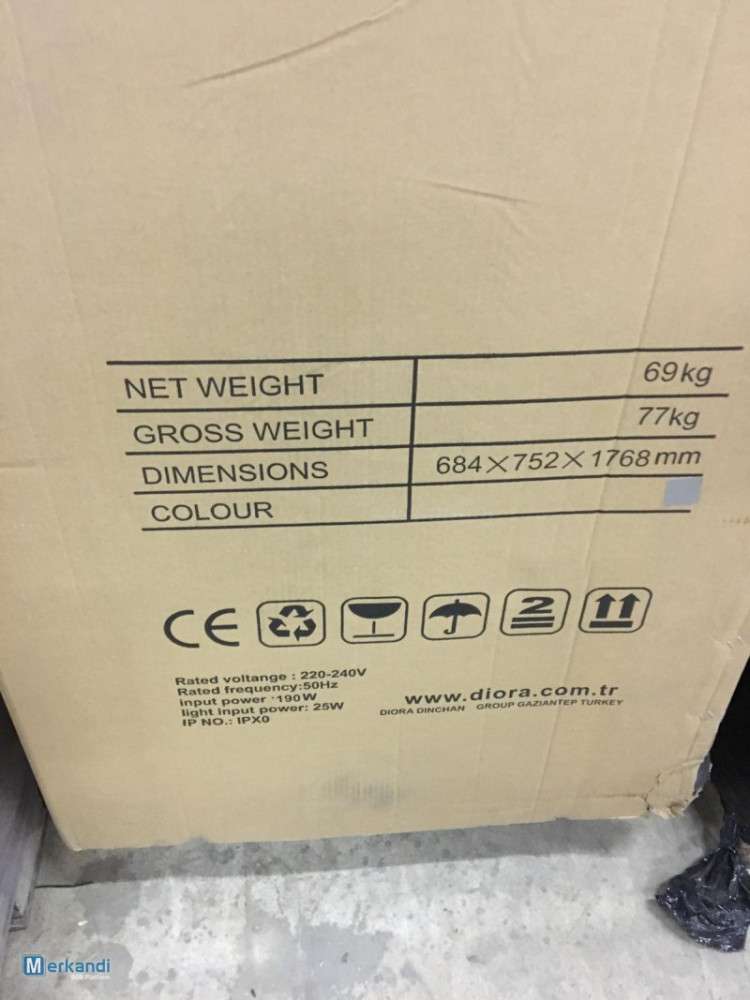 NET WEIGHT 69kg
GROSS WEIGHT 77kg
DIMENSIONS 684×752×1768mm
COLOUR
CE
2
Rated voltange : 220-240V
Rated frequency:50Hz
input power :190W
light input power: 25W
IP NO.: IPX0
www.diora.com.tr
DIORA DINCHAN GROUP GAZIANTEP TURKEY
Merkandi